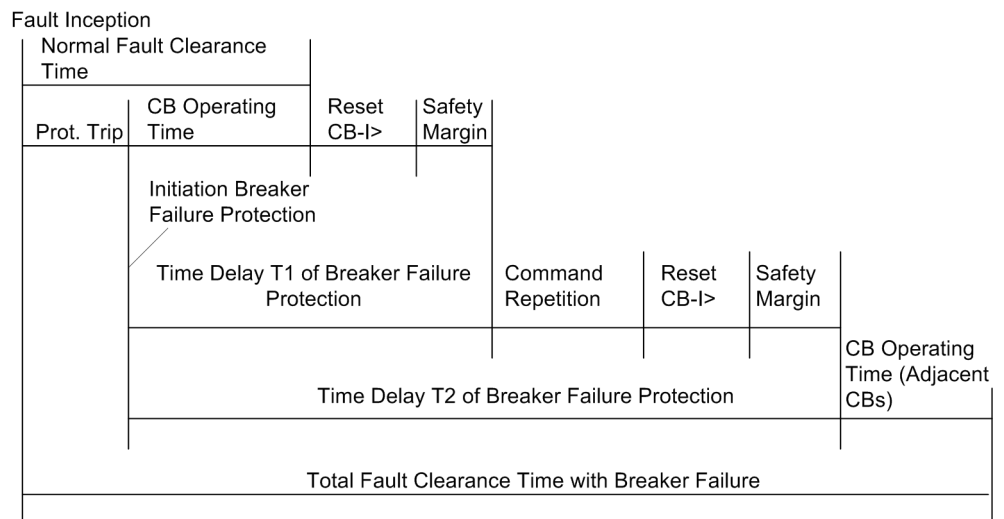 Fault Inception
Normal Fault Clearance
Time
Prot. Trip
CB Operating
Time
Reset
CB-I>
Safety
Margin
Initiation Breaker
Failure Protection
Time Delay T1 of Breaker Failure
Protection
Command
Repetition
Reset
CB-I>
Safety
Margin
CB Operating
Time (Adjacent
CBs)
Time Delay T2 of Breaker Failure Protection
Total Fault Clearance Time with Breaker Failure